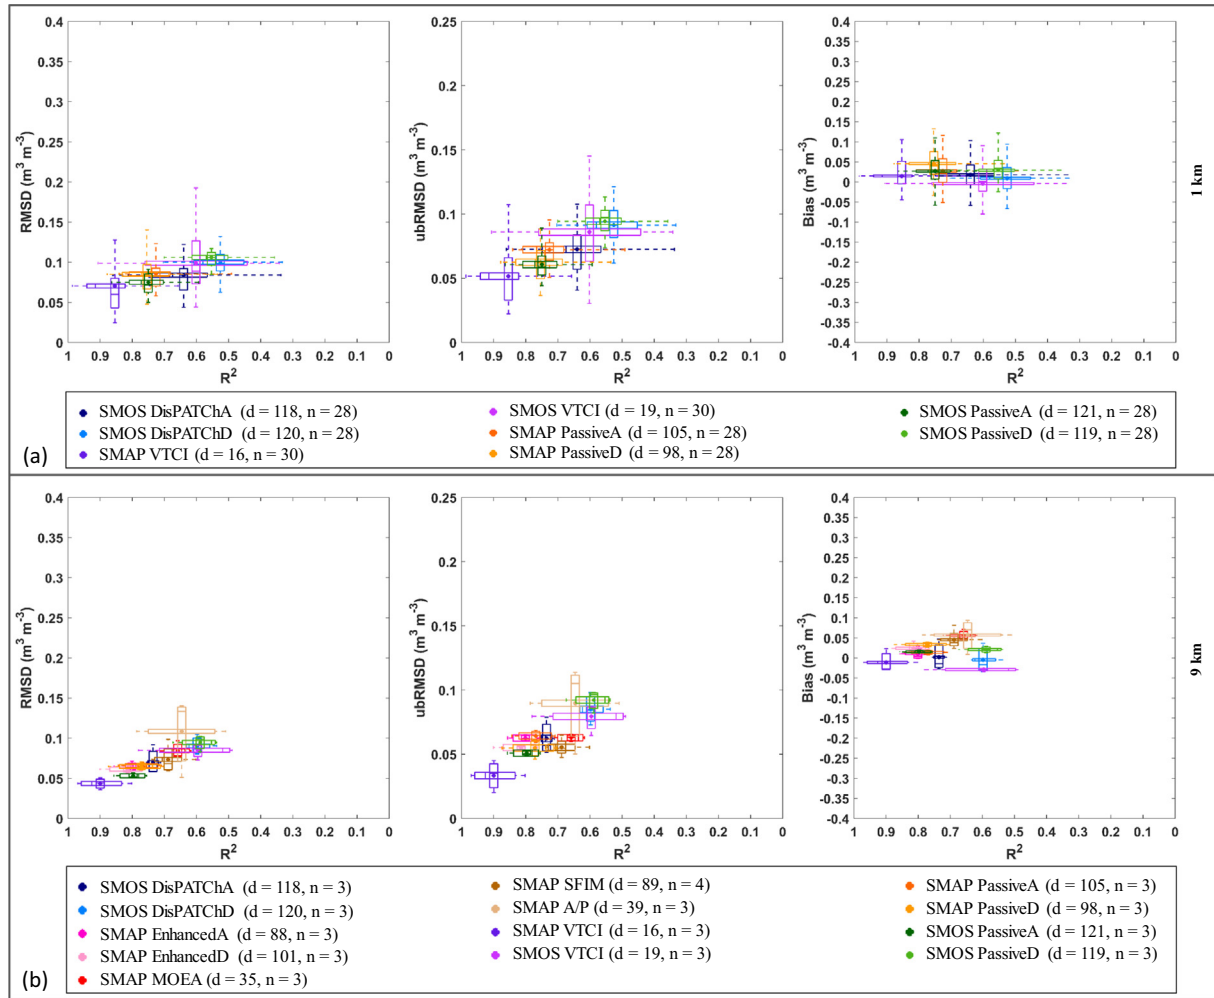 0.4 0.35 0.3 0.25 0.2 0.15 0.1 0.05 0
RMSD (m³ m⁻³)
1 0.9 0.8 0.7 0.6 0.5 0.4 0.3 0.2 0.1 0
R²
0.25 0.2 0.15 0.1 0.05 0
ubRMSD (m³ m⁻³)
1 0.9 0.8 0.7 0.6 0.5 0.4 0.3 0.2 0.1 0
R²
0.4 0.35 0.3 0.25 0.2 0.15 0.1 0.05 0 -0.05 -0.1 -0.15 -0.2 -0.25 -0.3 -0.35 -0.4
Bias (m³ m⁻³)
1 0.9 0.8 0.7 0.6 0.5 0.4 0.3 0.2 0.1 0
R²
1 km
SMOS DisPATChA (d = 118, n = 28)
SMOS DisPATChD (d = 120, n = 28)
SMAP VTCI (d = 16, n = 30)
SMOS VTCI (d = 19, n = 30)
SMAP PassiveA (d = 105, n = 28)
SMAP PassiveD (d = 98, n = 28)
SMOS PassiveA (d = 121, n = 28)
SMOS PassiveD (d = 119, n = 28)
(a)
0.4 0.35 0.3 0.25 0.2 0.15 0.1 0.05 0
RMSD (m³ m⁻³)
1 0.9 0.8 0.7 0.6 0.5 0.4 0.3 0.2 0.1 0
R²
0.25 0.2 0.15 0.1 0.05 0
ubRMSD (m³ m⁻³)
1 0.9 0.8 0.7 0.6 0.5 0.4 0.3 0.2 0.1 0
R²
0.4 0.35 0.3 0.25 0.2 0.15 0.1 0.05 0 -0.05 -0.1 -0.15 -0.2 -0.25 -0.3 -0.35 -0.4
Bias (m³ m⁻³)
1 0.9 0.8 0.7 0.6 0.5 0.4 0.3 0.2 0.1 0
R²
9 km
SMOS DisPATChA (d = 118, n = 3)
SMOS DisPATChD (d = 120, n = 3)
SMAP EnhancedA (d = 88, n = 3)
SMAP EnhancedD (d = 101, n = 3)
SMAP MOEA (d = 35, n = 3)
SMAP SFIM (d = 89, n = 4)
SMAP A/P (d = 39, n = 3)
SMAP VTCI (d = 16, n = 3)
SMOS VTCI (d = 19, n = 3)
SMAP PassiveA (d = 105, n = 3)
SMAP PassiveD (d = 98, n = 3)
SMOS PassiveA (d = 121, n = 3)
SMOS PassiveD (d = 119, n = 3)
(b)